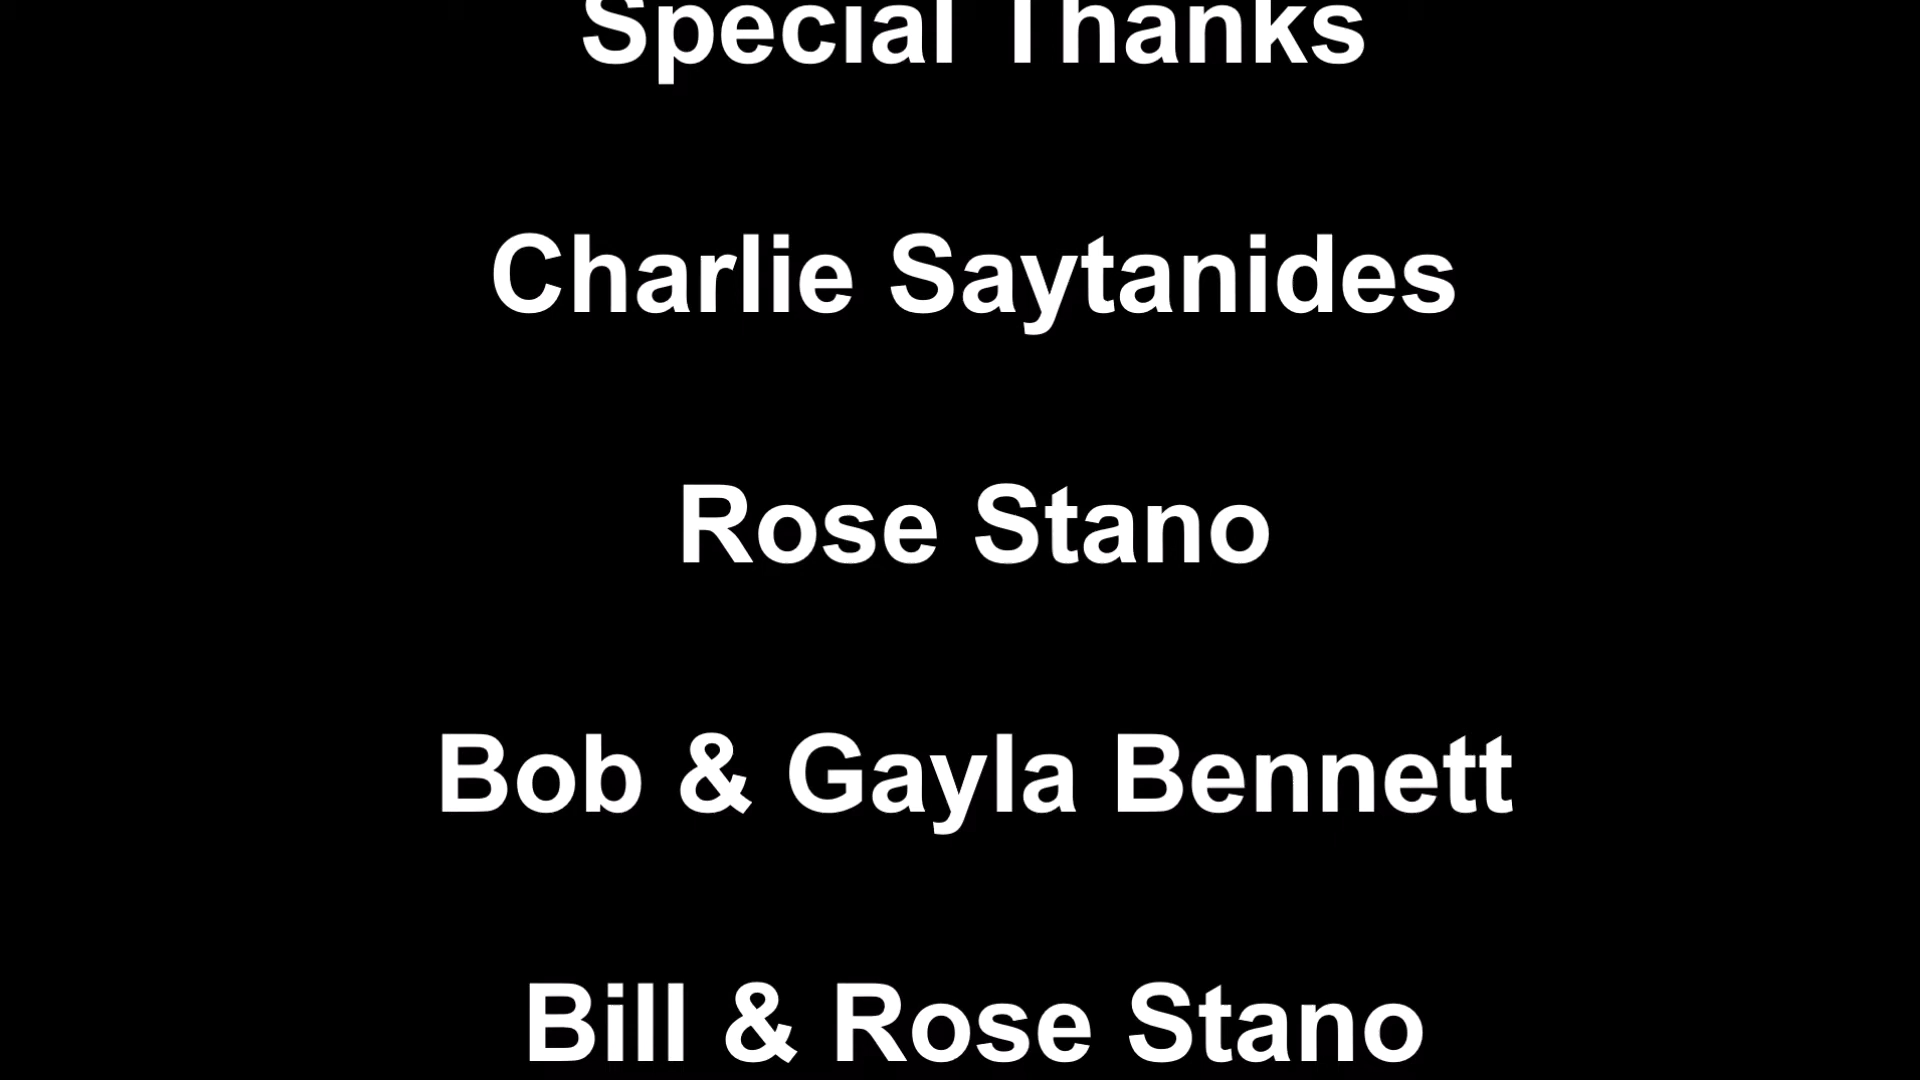 Special Thanks
Charlie Saytanides
Rose Stano
Bob & Gayla Bennett
Bill & Rose Stano